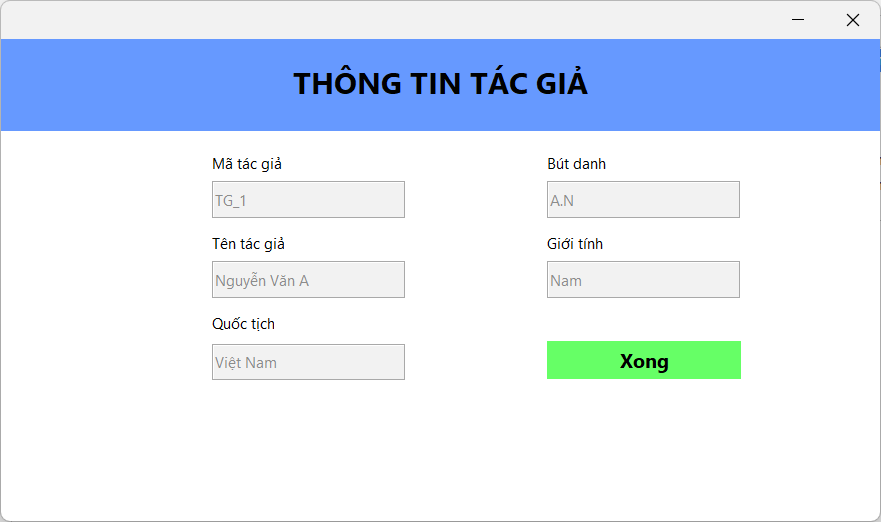 THÔNG TIN TÁC GIẢ
Mã tác giả
Bút danh
TG_1
A.N
Tên tác giả
Giới tính
Nguyễn Văn A
Nam
Quốc tịch
Việt Nam
Xong